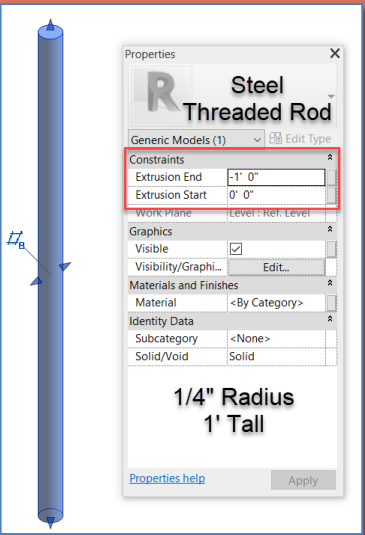 Properties
X
R
Steel
Threaded Rod
Generic Models (1) Edit Type
Constraints
Extrusion End -1' 0"
Extrusion Start 0' 0"
Work Plane Level : Ref. Level
Graphics
Visible
Visibility/Graphi... Edit...
Materials and Finishes
Material <By Category>
Identity Data
Subcategory <None>
Solid/Void Solid
1/4" Radius
1' Tall
Properties help Apply